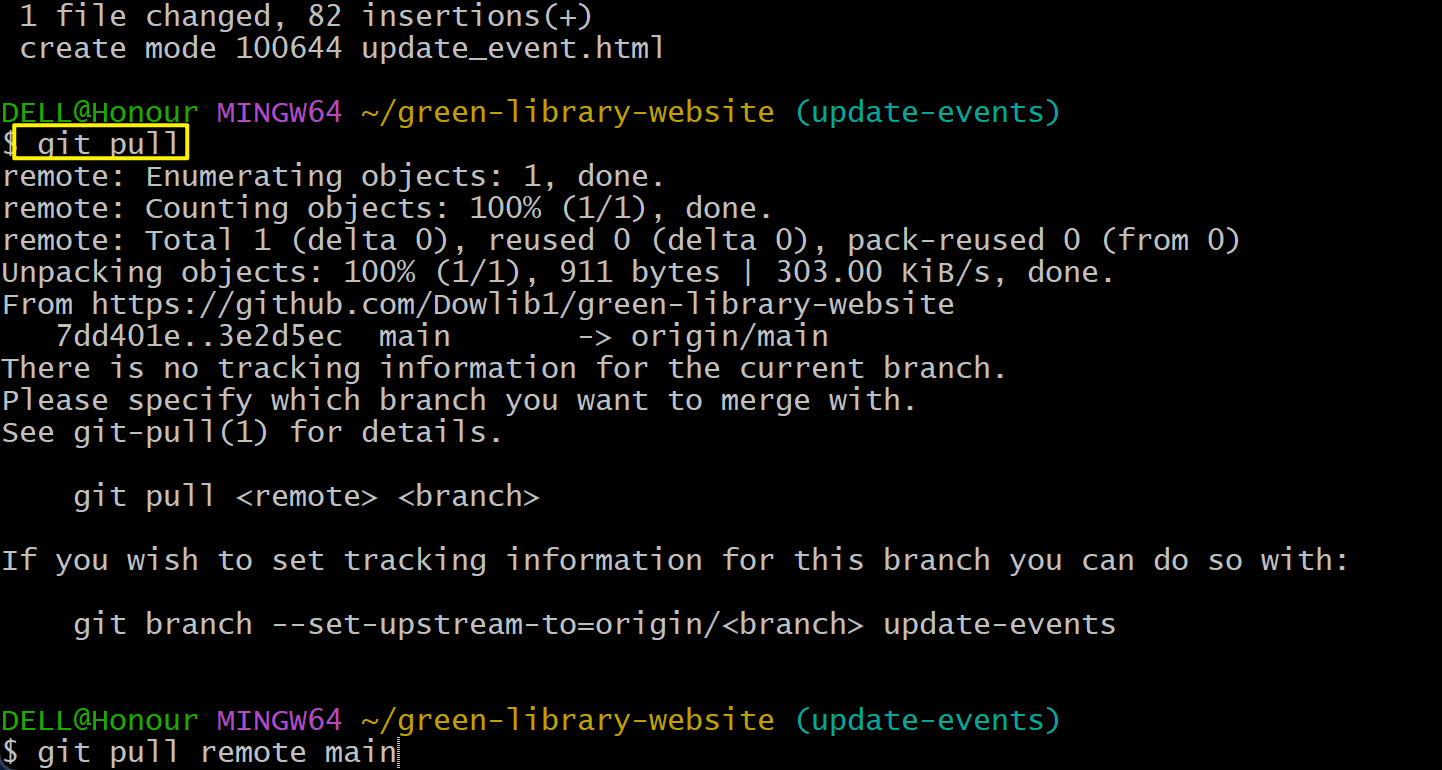 1 file changed, 82 insertions(+)
create mode 100644 update_event.html
DELL@Honour MINGW64 ~/green-library-website (update-events)
$ git pull
remote: Enumerating objects: 1, done.
remote: Counting objects: 100% (1/1), done.
remote: Total 1 (delta 0), reused 0 (delta 0), pack-reused 0 (from 0)
Unpacking objects: 100% (1/1), 911 bytes | 303.00 KiB/s, done.
From https://github.com/Dowlib1/green-library-website
7dd401e..3e2d5ec  main       -> origin/main
There is no tracking information for the current branch.
Please specify which branch you want to merge with.
See git-pull(1) for details.
git pull <remote> <branch>
If you wish to set tracking information for this branch you can do so with:
git branch --set-upstream-to=origin/<branch> update-events
DELL@Honour MINGW64 ~/green-library-website (update-events)
$ git pull remote main